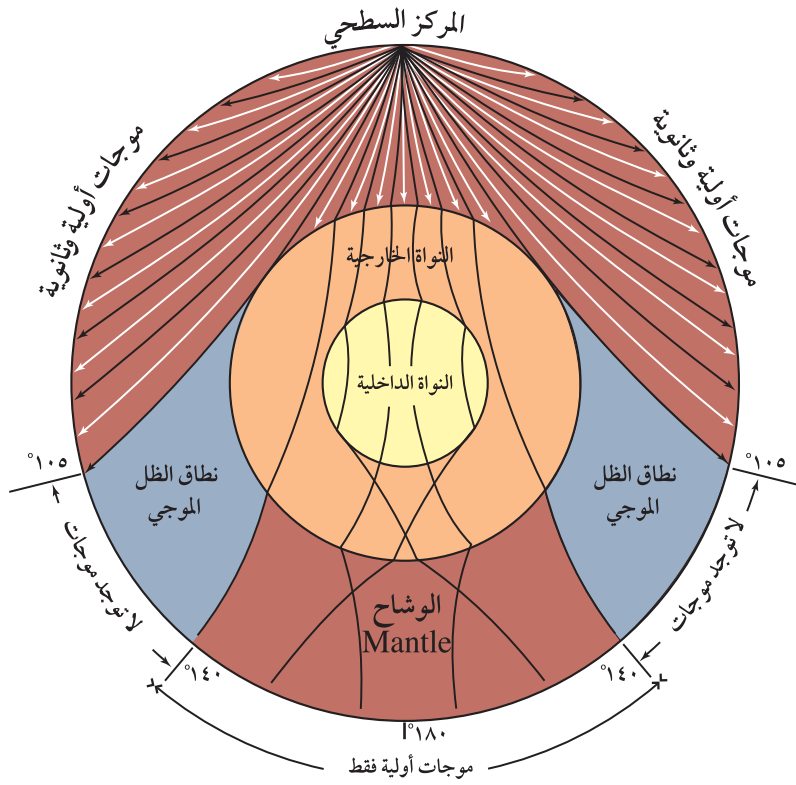 المركز السطحي
موجات أولية وثانوية
موجات أولية وثانوية
النواة الخارجية
النواة الداخلية
١٠٥°
١٠٥°
نطاق الظل
الموجي
نطاق الظل
الموجي
لا توجد موجات
لا توجد موجات
الوشاح
Mantle
١٤٠°
١٤٠°
١٨٠°
موجات أولية فقط